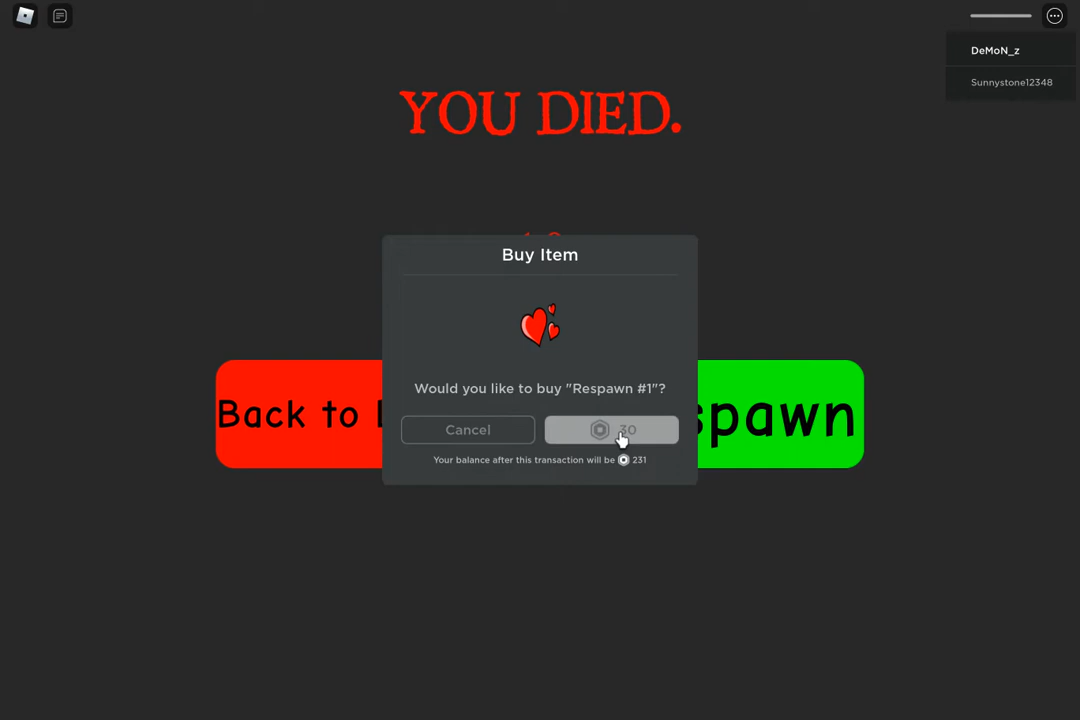 DeMoN_z
Sunnystone12348
YOU DIED.
Buy Item
Would you like to buy "Respawn #1"?
Back to
spawn
Cancel
30
Your balance after this transaction will be 231